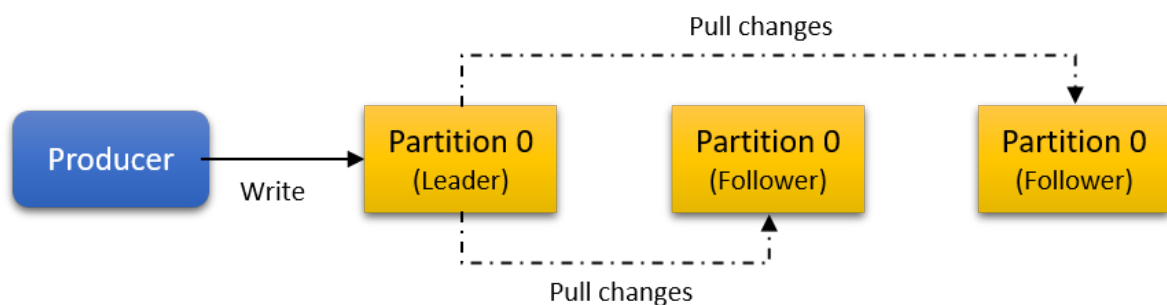 Pull changes
Producer
Write
Partition 0
(Leader)
Partition 0
(Follower)
Partition 0
(Follower)
Pull changes